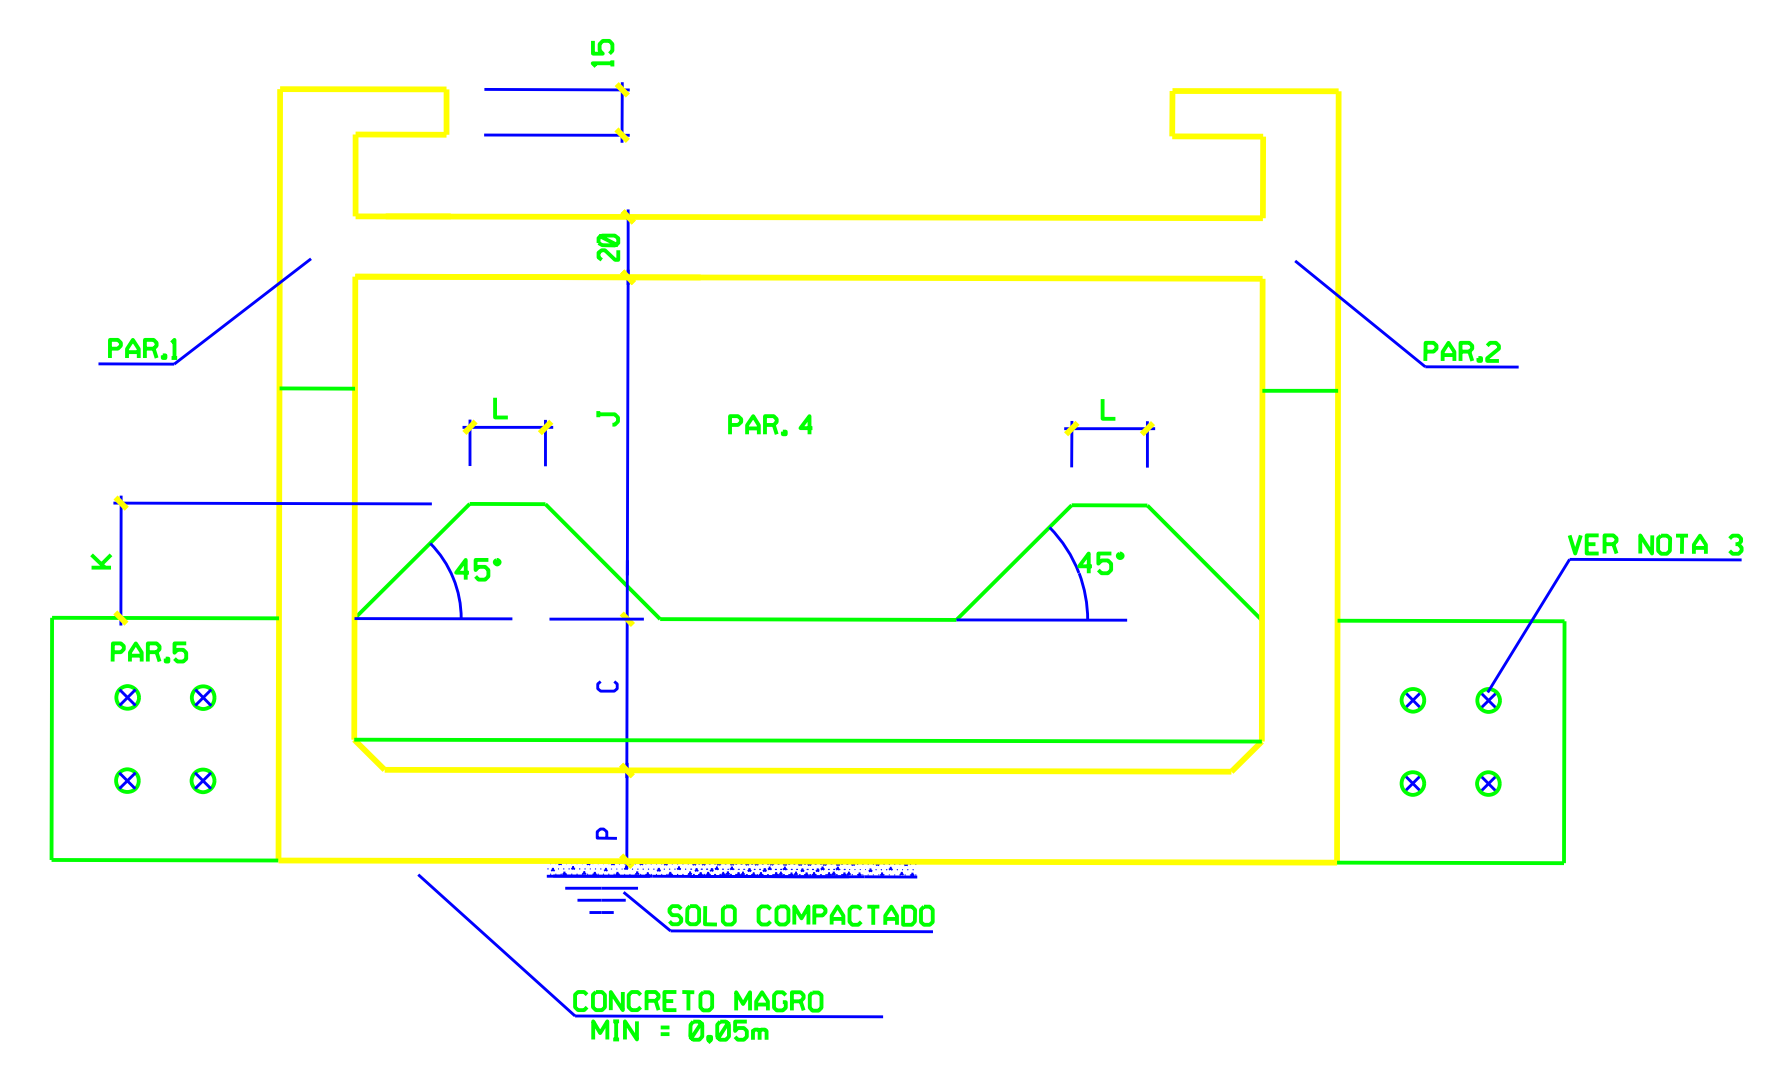 15
20
PAR.1
PAR.2
L
J
PAR. 4
L
K
45°
45°
VER NOTA 3
PAR.5
C
P
SOLO COMPACTADO
CONCRETO MAGRO
MIN = 0,05m